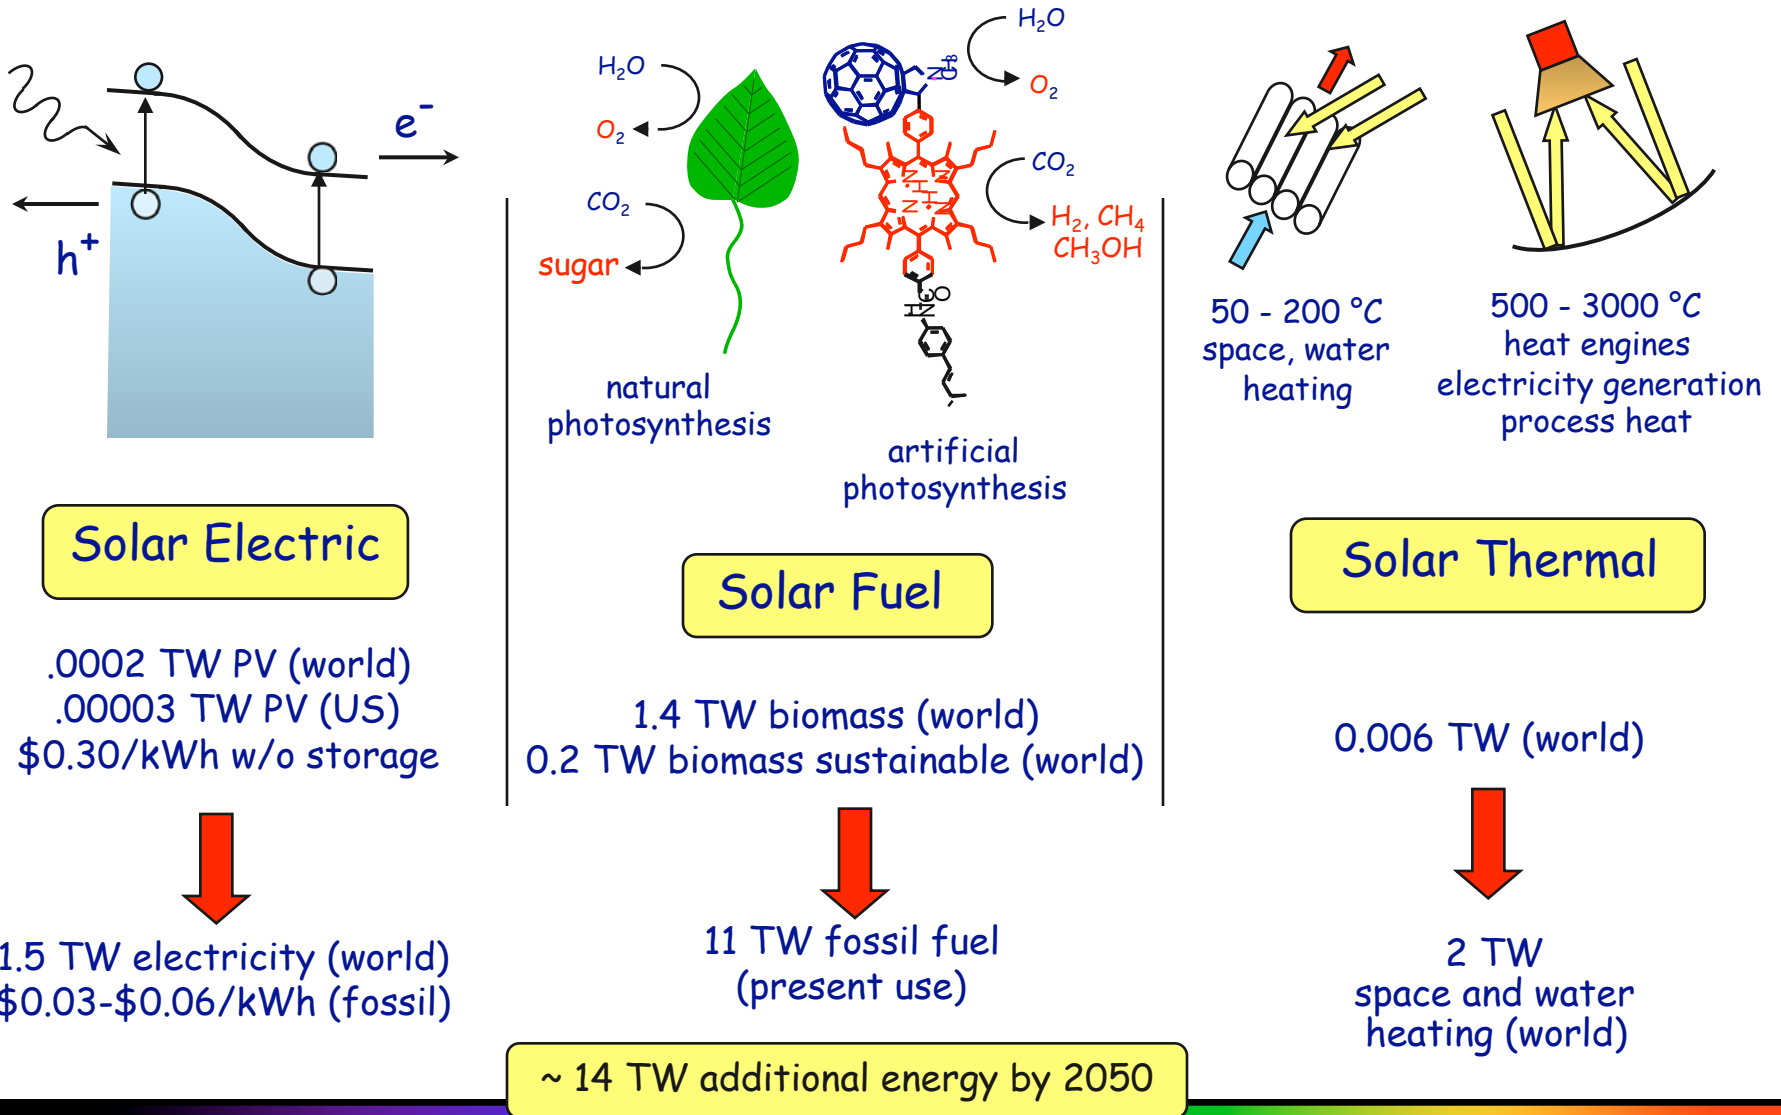 e⁻
h⁺
Solar Electric
.0002 TW PV (world)
.00003 TW PV (US)
$0.30/kWh w/o storage
1.5 TW electricity (world)
$0.03-$0.06/kWh (fossil)
H₂O
O₂
CO₂
sugar
natural
photosynthesis
H₂O
O₂
CO₂
H₂, CH₄
CH₃OH
N
CH₃
N
H
N
H
N
N
O
C
N
H
artificial
photosynthesis
Solar Fuel
1.4 TW biomass (world)
0.2 TW biomass sustainable (world)
11 TW fossil fuel
(present use)
50 - 200 °C
space, water
heating
500 - 3000 °C
heat engines
electricity generation
process heat
Solar Thermal
0.006 TW (world)
2 TW
space and water
heating (world)
~ 14 TW additional energy by 2050